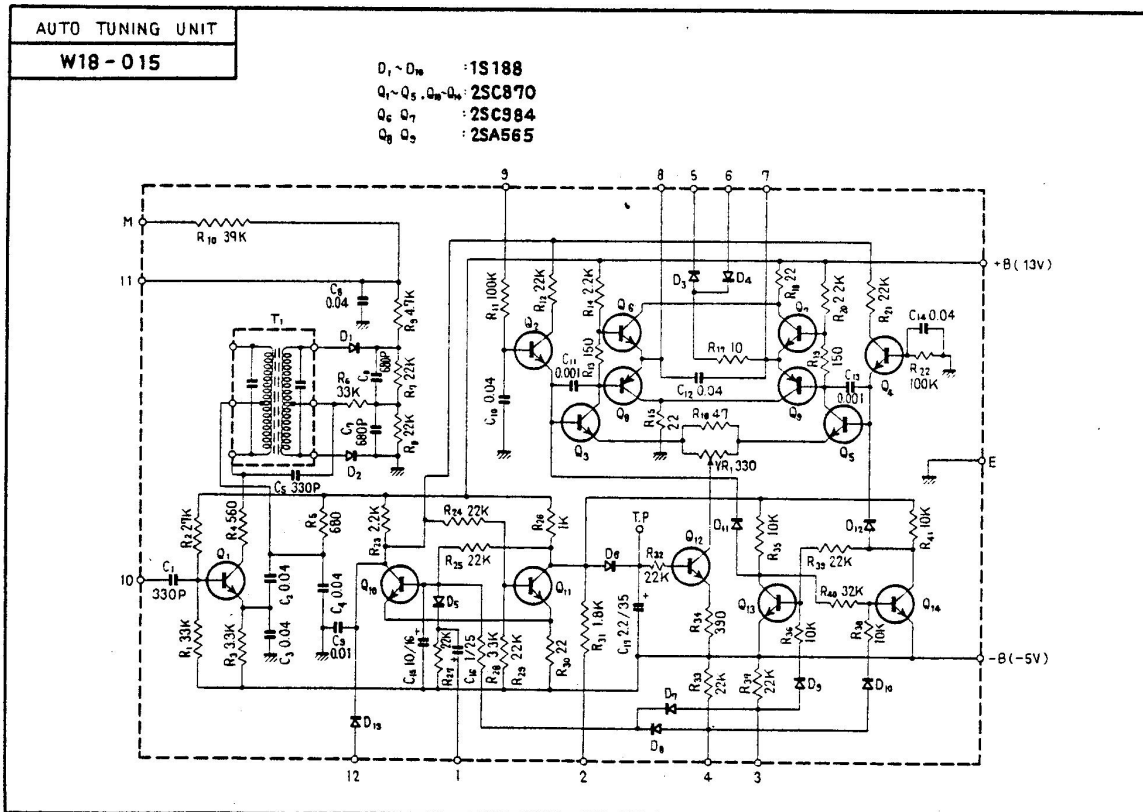 AUTO TUNING UNIT
W18-015
D1~D16 :1S188
Q1~Q5 .Q10~Q14 :2SC870
Q6 Q7 :2SC984
Q8 Q9 :2SA565
9 8 5 6 7
M
R10 39K
+B(13V)
11
C8 0.04
R9 4.7K
R11 100K
R12 22K
R14 2.2K
D3 D4
R18 22
R20 2.2K
R21 22K
C14 0.04
T1
D1
C9 680P
R7 22K
Q2
Q6
Q7
R13 150
R17 10
R19 150
R22 100K
R6 33K
C11 0.001
C12 0.04
C13 0.001
Q4
C10 0.04
Q8
Q9
C7 680P
R8 22K
D2
Q3
R15 22
R16 47
VR1 330
Q5
E
C5 330P
R2 27K
R4 560
R5 680
R23 2.2K
R24 22K
R26 1K
T.P
D11
R35 10K
D12
R41 10K
R25 22K
R39 22K
10
C1 330P
Q1
C2 0.04
C4 0.04
Q10
D5
Q11
D6
R32 22K
Q12
Q13
R40 32K
Q14
R1 33K
R3 3.3K
C3 0.04
0.01
C15 10/16
R27 22K
C16 1/25
R28 3.3K
R29 22K
R30 22
R31 1.8K
C17 2.2/35
R34 390
R36 10K
R38 10K
-B(-5V)
R33 22K
R37 22K
D7
D8
D9
D10
D13
12 1 2 4 3